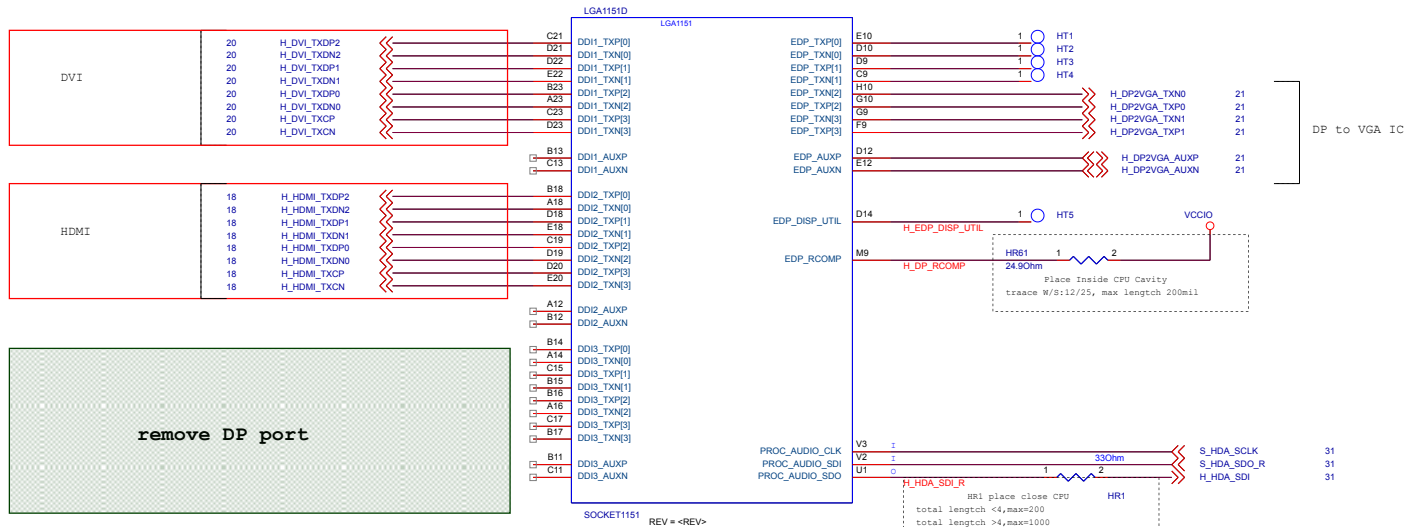 LGA1151D
LGA1151
DVI
20 H_DVI_TXDP2 C21 DDI1_TXP[0]
20 H_DVI_TXDN2 D21 DDI1_TXN[0]
20 H_DVI_TXDP1 D22 DDI1_TXP[1]
20 H_DVI_TXDN1 E22 DDI1_TXN[1]
20 H_DVI_TXDP0 B23 DDI1_TXP[2]
20 H_DVI_TXDN0 A23 DDI1_TXN[2]
20 H_DVI_TXCP C23 DDI1_TXP[3]
20 H_DVI_TXCN D23 DDI1_TXN[3]
B13 DDI1_AUXP
C13 DDI1_AUXN
HDMI
18 H_HDMI_TXDP2 B18 DDI2_TXP[0]
18 H_HDMI_TXDN2 A18 DDI2_TXN[0]
18 H_HDMI_TXDP1 D18 DDI2_TXP[1]
18 H_HDMI_TXDN1 E18 DDI2_TXN[1]
18 H_HDMI_TXDP0 C19 DDI2_TXP[2]
18 H_HDMI_TXDN0 D19 DDI2_TXN[2]
18 H_HDMI_TXCP D20 DDI2_TXP[3]
18 H_HDMI_TXCN E20 DDI2_TXN[3]
A12 DDI2_AUXP
B12 DDI2_AUXN
B14 DDI3_TXP[0]
A14 DDI3_TXN[0]
C15 DDI3_TXP[1]
B15 DDI3_TXN[1]
B16 DDI3_TXP[2]
A16 DDI3_TXN[2]
C17 DDI3_TXP[3]
B17 DDI3_TXN[3]
B11 DDI3_AUXP
C11 DDI3_AUXN
remove DP port
EDP_TXP[0] E10 1 HT1
EDP_TXN[0] D10 1 HT2
EDP_TXP[1] D9 1 HT3
EDP_TXN[1] C9 1 HT4
EDP_TXN[2] H10 H_DP2VGA_TXN0 21
EDP_TXP[2] G10 H_DP2VGA_TXP0 21
EDP_TXN[3] G9 H_DP2VGA_TXN1 21
EDP_TXP[3] F9 H_DP2VGA_TXP1 21
DP to VGA IC
EDP_AUXP D12 H_DP2VGA_AUXP 21
EDP_AUXN E12 H_DP2VGA_AUXN 21
EDP_DISP_UTIL D14 H_EDP_DISP_UTIL 1 HT5
VCCIO
EDP_RCOMP M9 H_DP_RCOMP HR61 1 2
24.9Ohm
Place Inside CPU Cavity
traace W/S:12/25, max lengtch 200mil
PROC_AUDIO_CLK V3 I S_HDA_SCLK 31
PROC_AUDIO_SDI V2 I 33Ohm S_HDA_SDO_R 31
PROC_AUDIO_SDO U1 O H_HDA_SDI_R 1 2 H_HDA_SDI 31
HR1 place close CPU HR1
total lengtch <4,max=200
total lengtch >4,max=1000
SOCKET1151
REV = <REV>